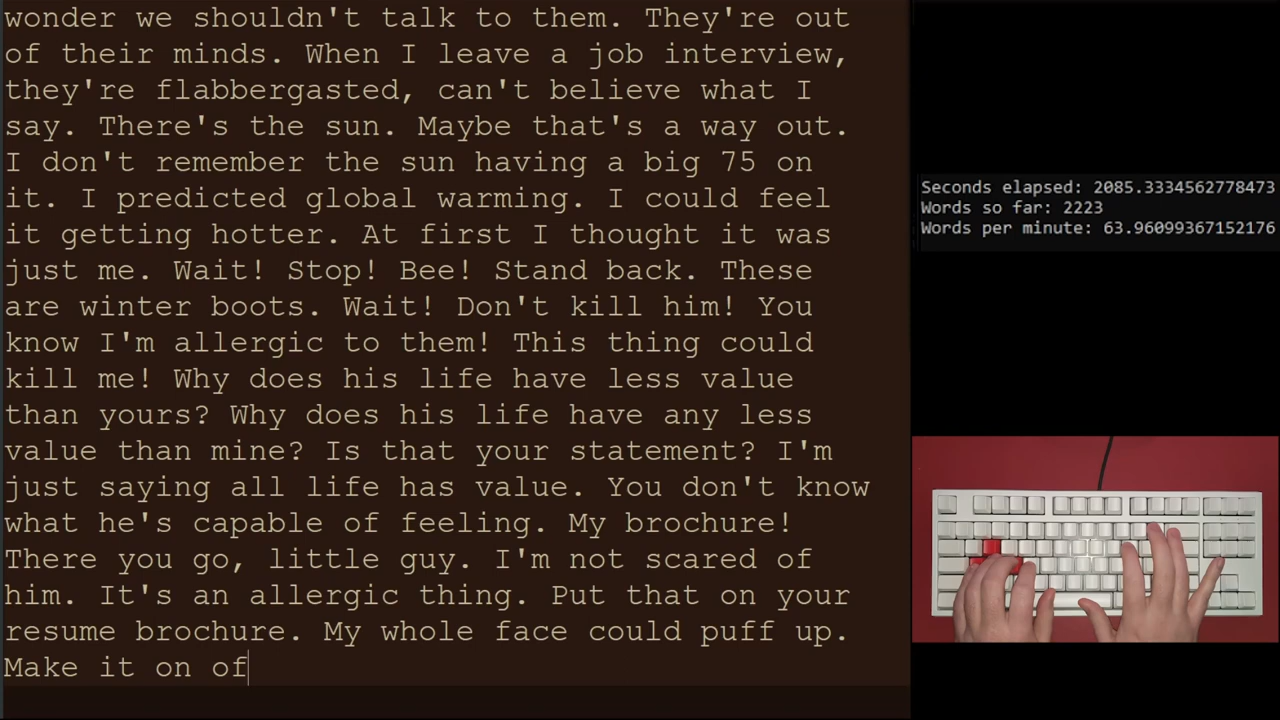 wonder we shouldn't talk to them. They're out
of their minds. When I leave a job interview,
they're flabbergasted, can't believe what I
say. There's the sun. Maybe that's a way out.
I don't remember the sun having a big 75 on
it. I predicted global warming. I could feel
it getting hotter. At first I thought it was
just me. Wait! Stop! Bee! Stand back. These
are winter boots. Wait! Don't kill him! You
know I'm allergic to them! This thing could
kill me! Why does his life have less value
than yours? Why does his life have any less
value than mine? Is that your statement? I'm
just saying all life has value. You don't know
what he's capable of feeling. My brochure!
There you go, little guy. I'm not scared of
him. It's an allergic thing. Put that on your
resume brochure. My whole face could puff up.
Make it on of
Seconds elapsed: 2085.3334562778473
Words so far: 2223
Words per minute: 63.96099367152176